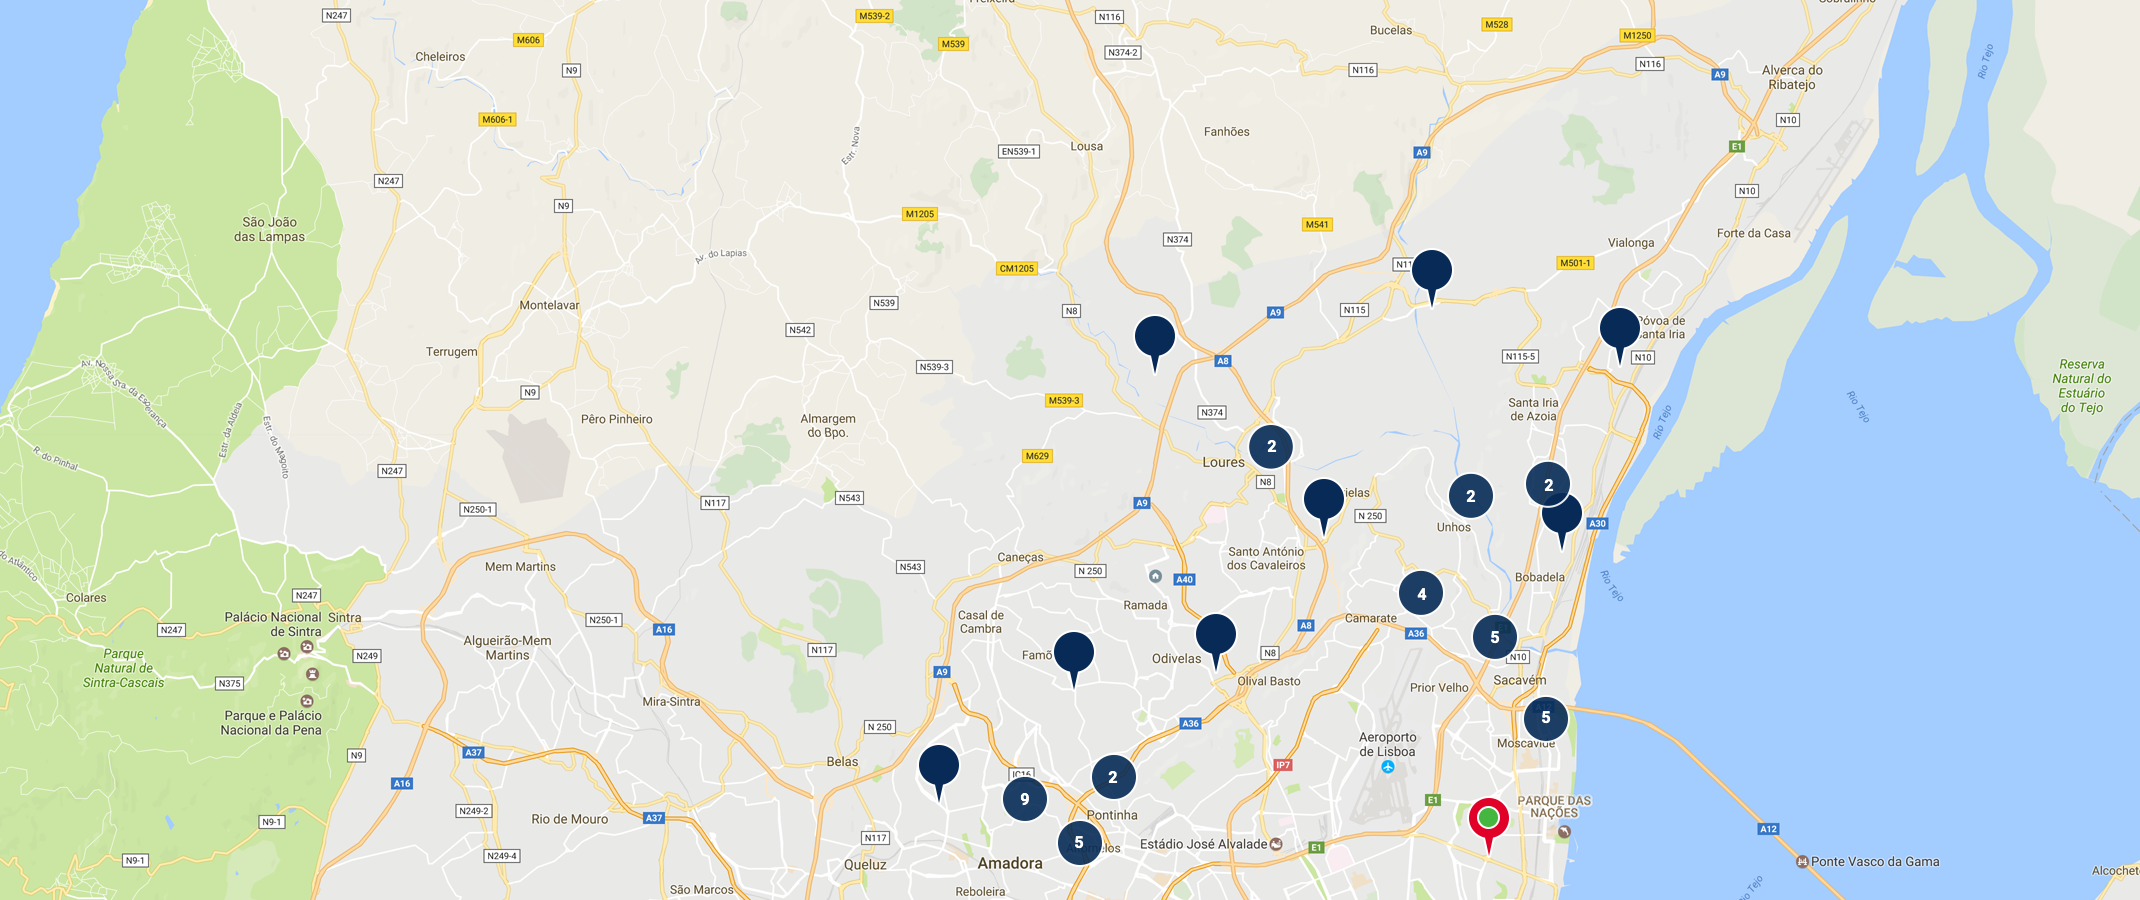 N247
M539-2
Freixeira
N116
Sobralinho
M606
Cheleiros
M539
N374-2
Bucelas
M528
M1250
N9
N116
N116
A9
Alverca do
Ribatejo
Rio Tejo
M606-1
Estr. Nova
EN539-1
Lousa
Fanhões
A9
E1
N10
N247
N9
N10
São João
das Lampas
M1205
N374
M541
Vialonga
Forte da Casa
Av. do Lapias
CM1205
N11
M501-1
Montelavar
N539
N8
A9
N115
N542
Póvoa de
Santa Iria
Terrugem
N539-3
A8
N115-5
N10
Av. Nossa Sra. da Esperança
Reserva
Natural do
Estuário
do Tejo
N9
M539-3
N374
Santa Iria
de Azoia
Rio Tejo
Rio Tejo
Estr. da Aldeia
Estr. do Magoito
Pêro Pinheiro
Almargem
do Bpo.
R. do Pinhal
M629
Loures
2
N247
N8
2
2
N117
N543
A9
ielas
N250-1
N 250
Unhos
A30
do Atlântico
Mem Martins
N543
Caneças
N 250
Santo António
dos Cavaleiros
A40
Bobadela
Rio Tejo
Colares
N247
Ramada
4
Palácio Nacional
de Sintra
Sintra
N250-1
Casal de
Cambra
Camarate
N247
A16
A8
A36
5
Algueirão-Mem
Martins
N117
Famõ
Odivelas
N8
N10
Parque
Natural de
Sintra-Cascais
N249
A9
Olival Basto
Prior Velho
Sacavém
N375
Mira-Sintra
Parque e Palácio
Nacional da Pena
N 250
A36
5
Aeroporto
de Lisboa
Moscavide
N9
A37
Belas
IC16
2
IP7
A16
9
E1
PARQUE DAS
NAÇÕES
N249-2
Rio de Mouro
A37
Pontinha
N9-1
N117
5
Estádio José Alvalade
E1
A12
N9-1
N249-4
Queluz
Amadora
Ponte Vasco da Gama
São Marcos
Reboleira
Rio Tejo
Alcochet